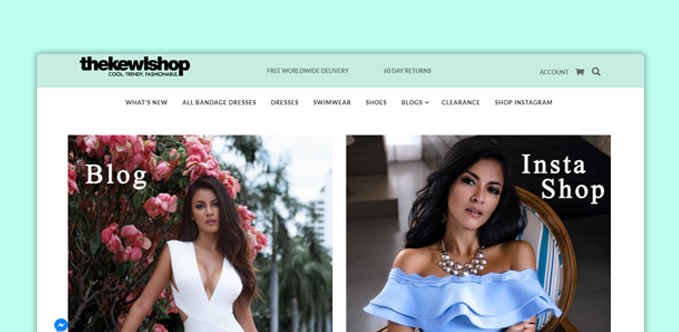 thekewlshop
COOL. TRENDY. FASHIONABLE.
FREE WORLDWIDE DELIVERY
60 DAY RETURNS
ACCOUNT
WHAT'S NEW
ALL BANDAGE DRESSES
DRESSES
SWIMWEAR
SHOES
BLOGS
CLEARANCE
SHOP INSTAGRAM
Blog
Insta
Shop